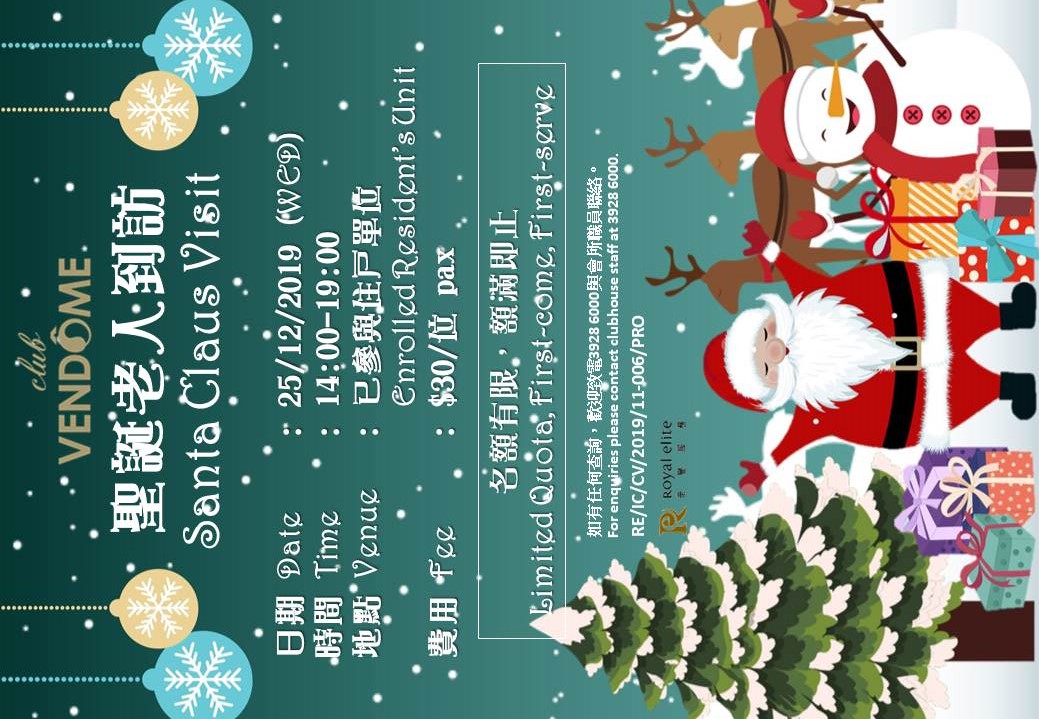 club
VENDÔME
聖誕老人到訪
Santa Claus Visit
日期 Date : 25/12/2019 (WED)
時間 Time : 14:00-19:00
地點 Venue : 已參與住戶單位
Enrolled Resident's Unit
費用 Fee : $30/位 pax
名額有限，額滿即止
Limited Quota, First-come, First-serve
如有任何查詢，歡迎致電3928 6000與會所職員聯絡。
For enquiries please contact clubhouse staff at 3928 6000.
RE/IC/CV/2019/11-006/PRO
Royal elite
帝譽服務